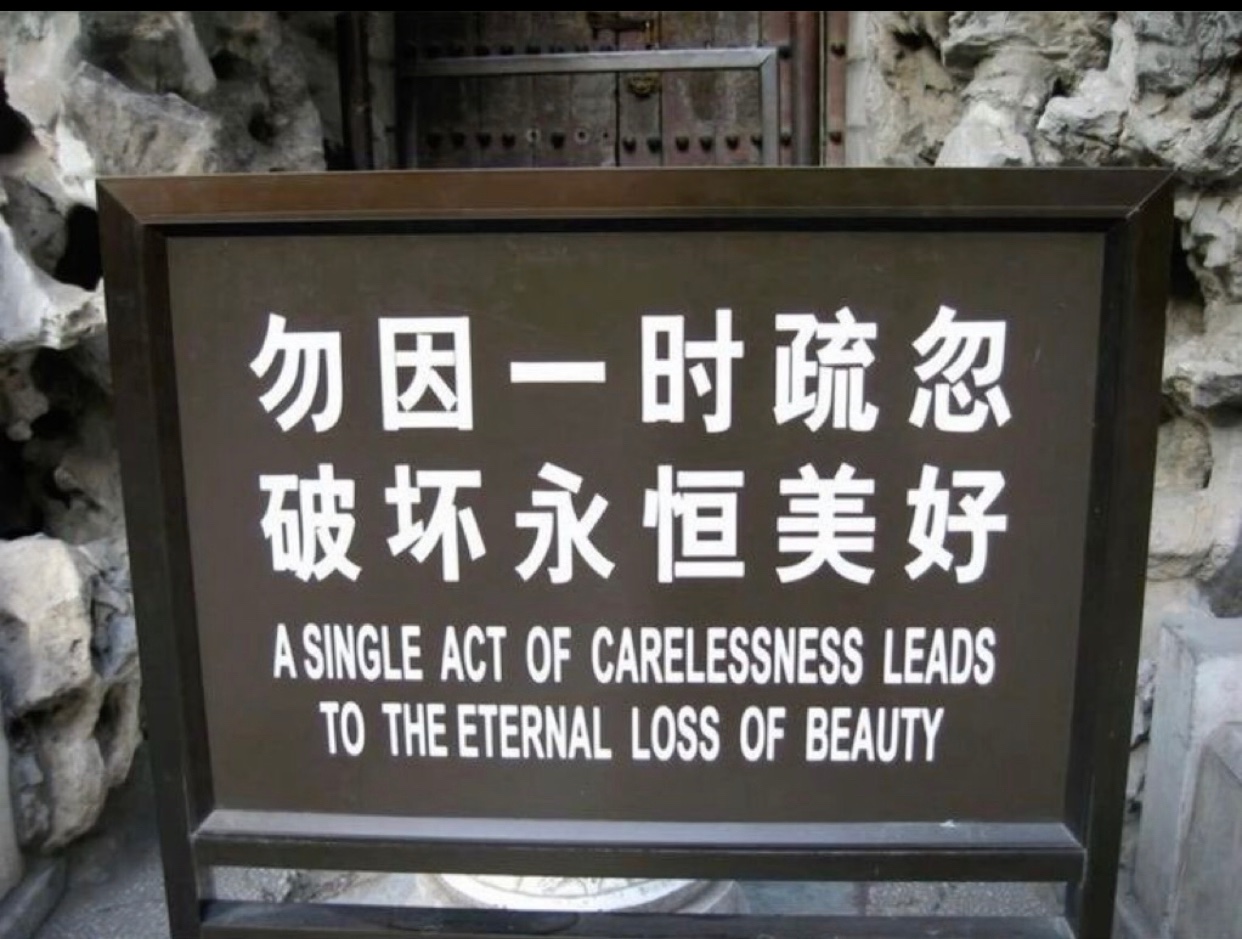 勿因一时疏忽
破坏永恒美好
A SINGLE ACT OF CARELESSNESS LEADS
TO THE ETERNAL LOSS OF BEAUTY